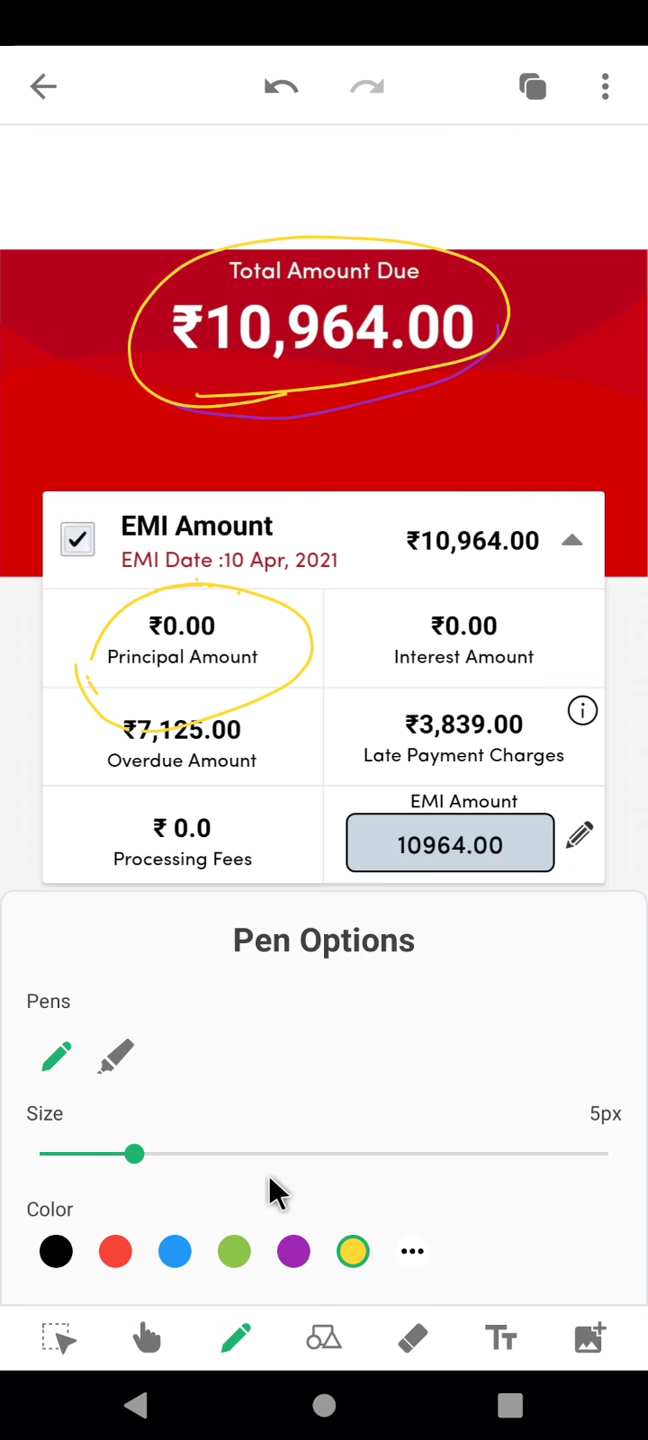 Total Amount Due
₹10,964.00
EMI Amount
₹10,964.00
EMI Date :10 Apr, 2021
₹0.00
Principal Amount
₹0.00
Interest Amount
₹7,125.00
Overdue Amount
₹3,839.00
Late Payment Charges
₹ 0.0
Processing Fees
EMI Amount
10964.00
Pen Options
Pens
Size
5px
Color